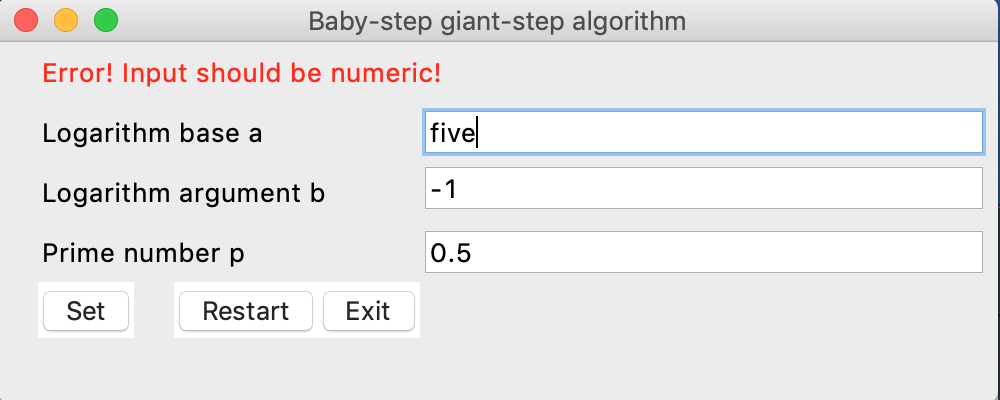 Baby-step giant-step algorithm
Error! Input should be numeric!
Logarithm base a five
Logarithm argument b -1
Prime number p 0.5
Set Restart Exit